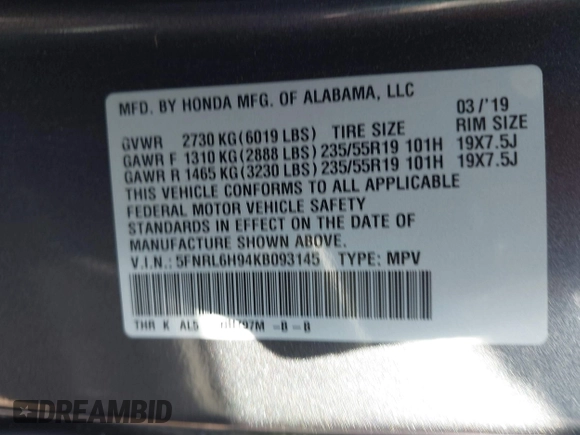 MFD. BY HONDA MFG. OF ALABAMA, LLC 03/'19
GVWR 2730 KG(6019 LBS) TIRE SIZE RIM SIZE
GAWR F 1310 KG(2888 LBS) 235/55R19 101H 19X7.5J
GAWR R 1465 KG(3230 LBS) 235/55R19 101H 19X7.5J
THIS VEHICLE CONFORMS TO ALL APPLICABLE
FEDERAL MOTOR VEHICLE SAFETY
STANDARDS IN EFFECT ON THE DATE OF
MANUFACTURE SHOWN ABOVE.
V.I.N.: 5FNRL6H94KB093145 TYPE: MPV
THR K -B-B
DREAMBID